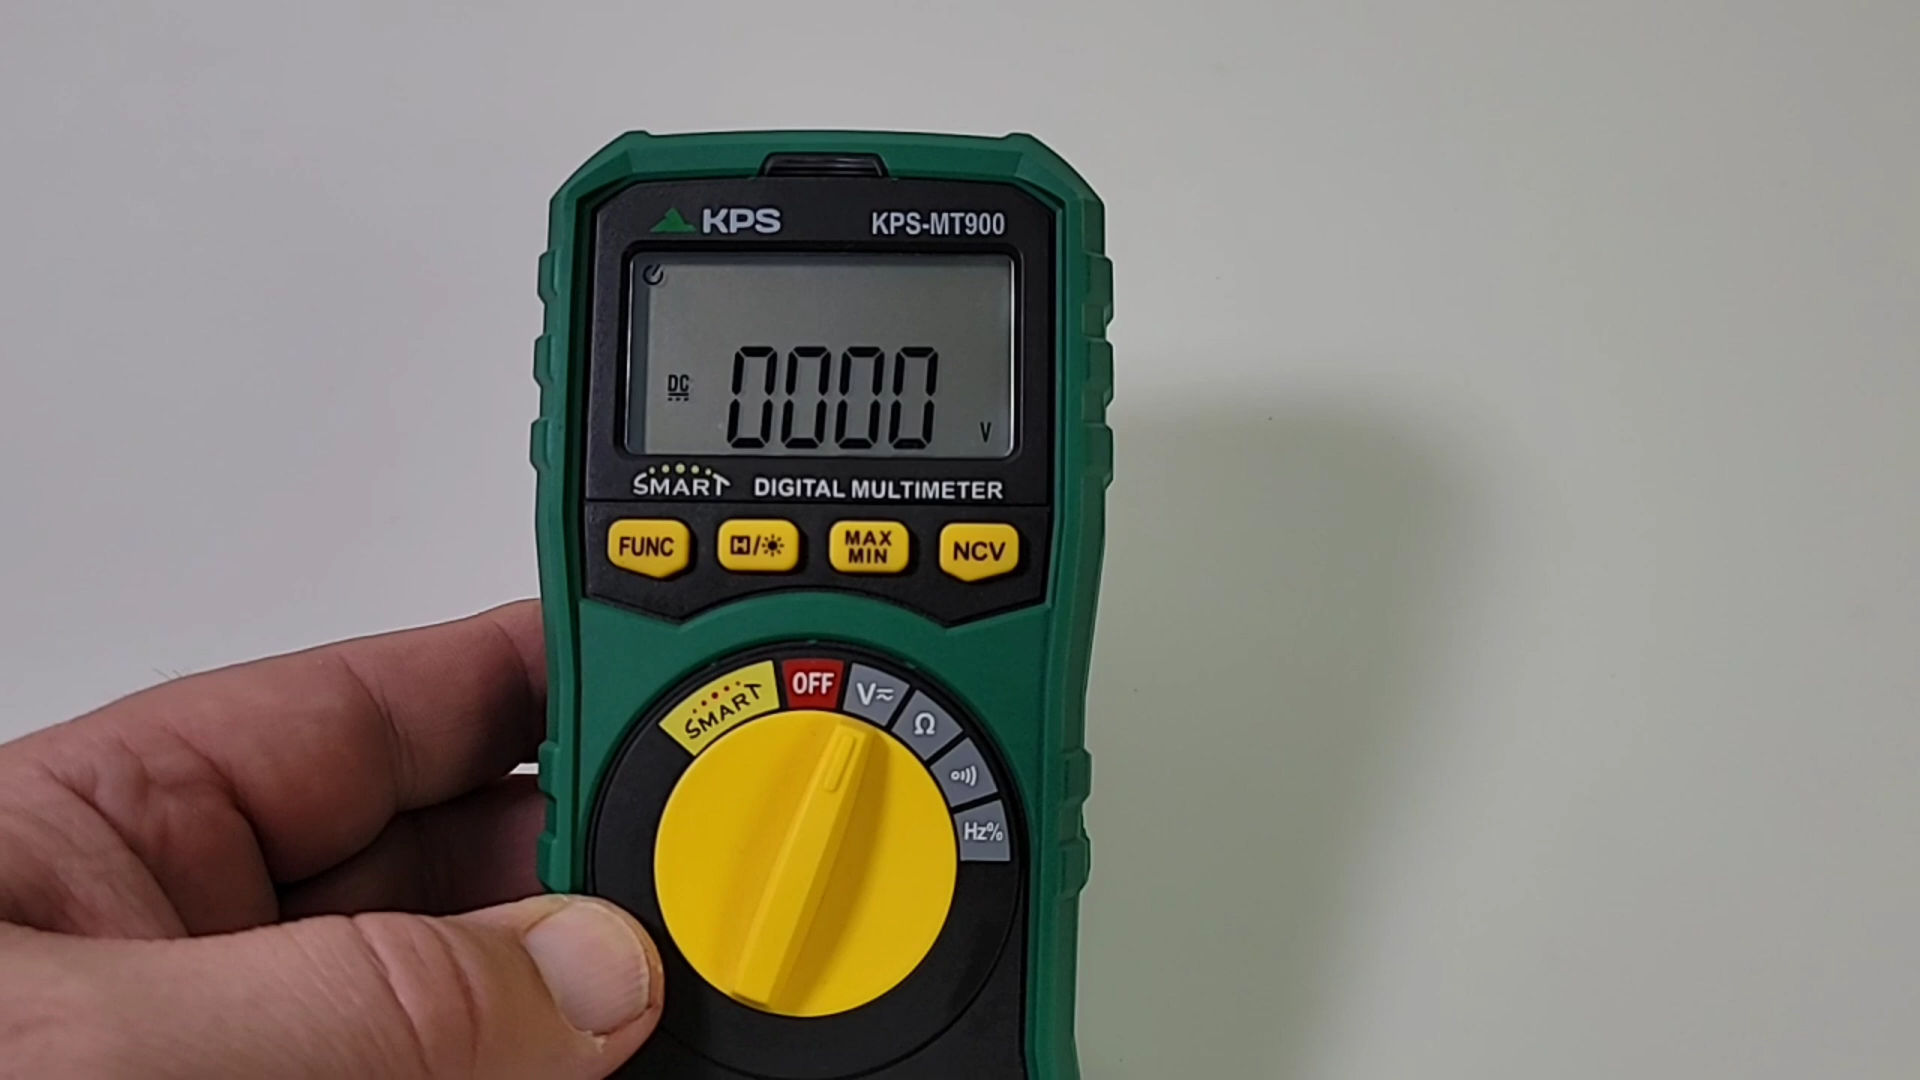 KPS KPS-MT900
DC 0000 V
SMART DIGITAL MULTIMETER
FUNC H/☀ MAX MIN NCV
SMART OFF V Ω Hz%